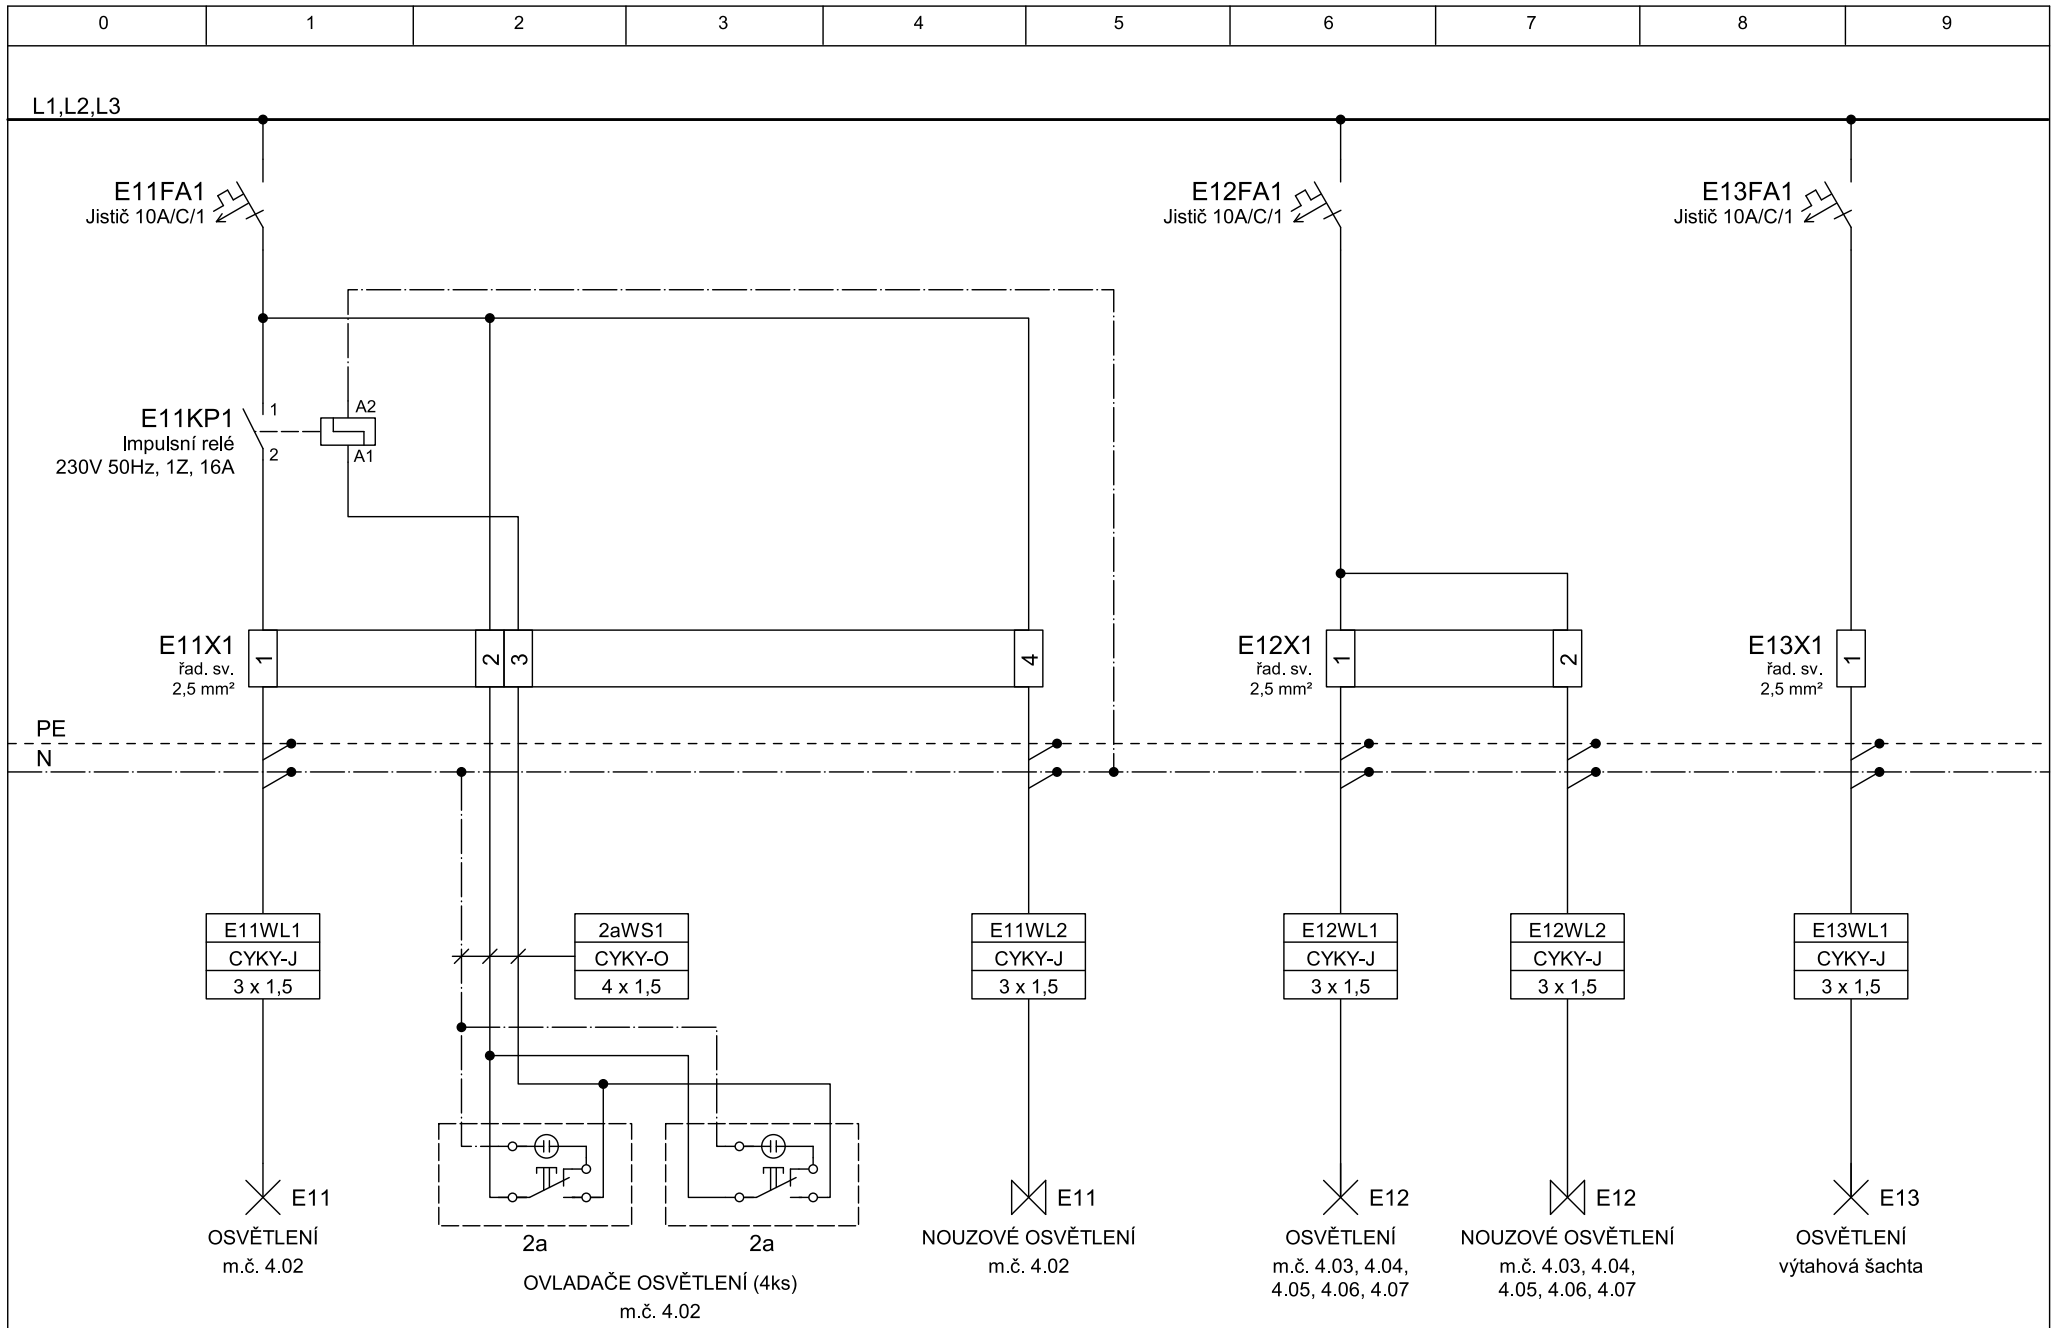 0 1 2 3 4 5 6 7 8 9
L1,L2,L3
E11FA1
Jistič 10A/C/1
E12FA1
Jistič 10A/C/1
E13FA1
Jistič 10A/C/1
E11KP1
Impulsní relé
230V 50Hz, 1Z, 16A
1
2
A2
A1
E11X1
řad. sv.
2,5 mm²
1 2 3 4
E12X1
řad. sv.
2,5 mm²
1 2
E13X1
řad. sv.
2,5 mm²
1
PE
N
E11WL1
CYKY-J
3 x 1,5
2aWS1
CYKY-O
4 x 1,5
E11WL2
CYKY-J
3 x 1,5
E12WL1
CYKY-J
3 x 1,5
E12WL2
CYKY-J
3 x 1,5
E13WL1
CYKY-J
3 x 1,5
E11
OSVĚTLENÍ
m.č. 4.02
2a 2a
OVLADAČE OSVĚTLENÍ (4ks)
m.č. 4.02
E11
NOUZOVÉ OSVĚTLENÍ
m.č. 4.02
E12
OSVĚTLENÍ
m.č. 4.03, 4.04,
4.05, 4.06, 4.07
E12
NOUZOVÉ OSVĚTLENÍ
m.č. 4.03, 4.04,
4.05, 4.06, 4.07
E13
OSVĚTLENÍ
výtahová šachta